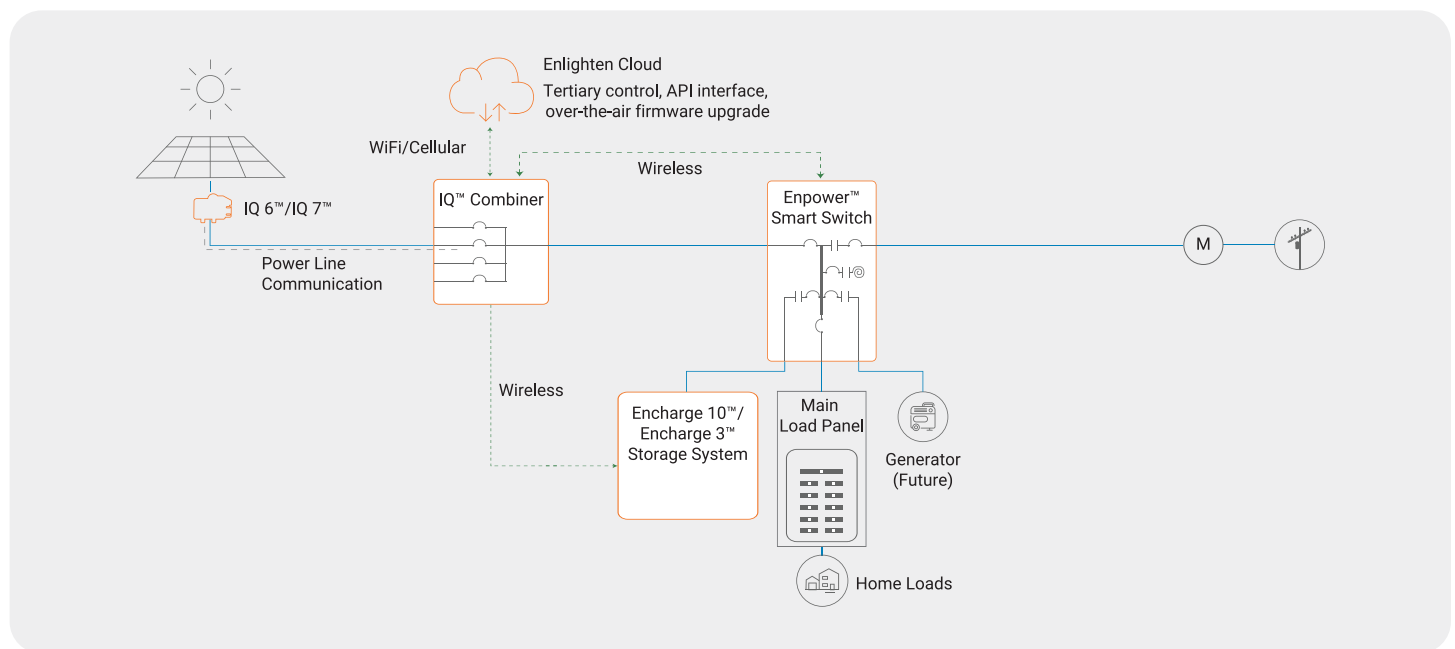 Enlighten Cloud
Tertiary control, API interface,
over-the-air firmware upgrade
WiFi/Cellular
Wireless
IQ™ Combiner
Enpower™
Smart Switch
IQ 6™/IQ 7™
M
Power Line
Communication
Wireless
Encharge 10™/
Encharge 3™
Storage System
Main
Load Panel
Generator
(Future)
Home Loads